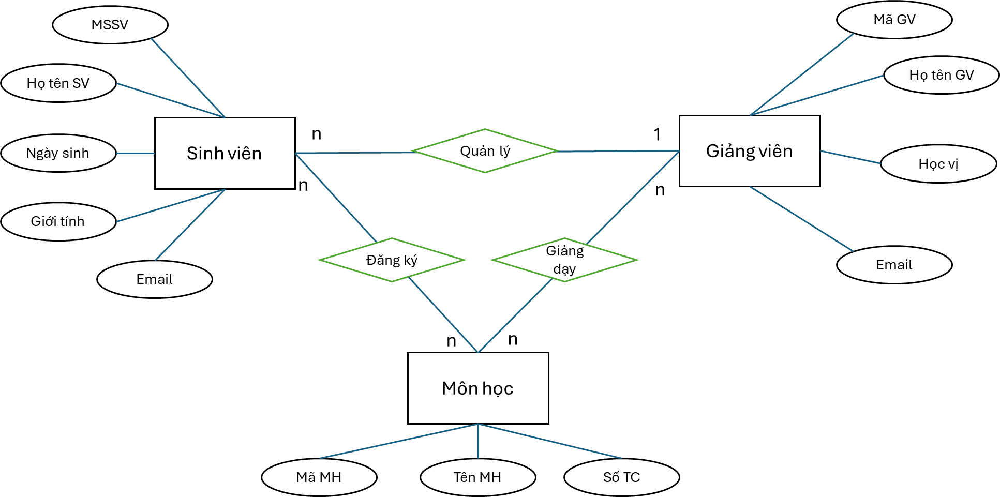 MSSV
Mã GV
Họ tên SV
Họ tên GV
n
1
Ngày sinh
Sinh viên
Quản lý
Giảng viên
Học vị
n
n
Giới tính
Đăng ký
Giảng
dạy
Email
Email
n
n
Môn học
Mã MH
Tên MH
Số TC